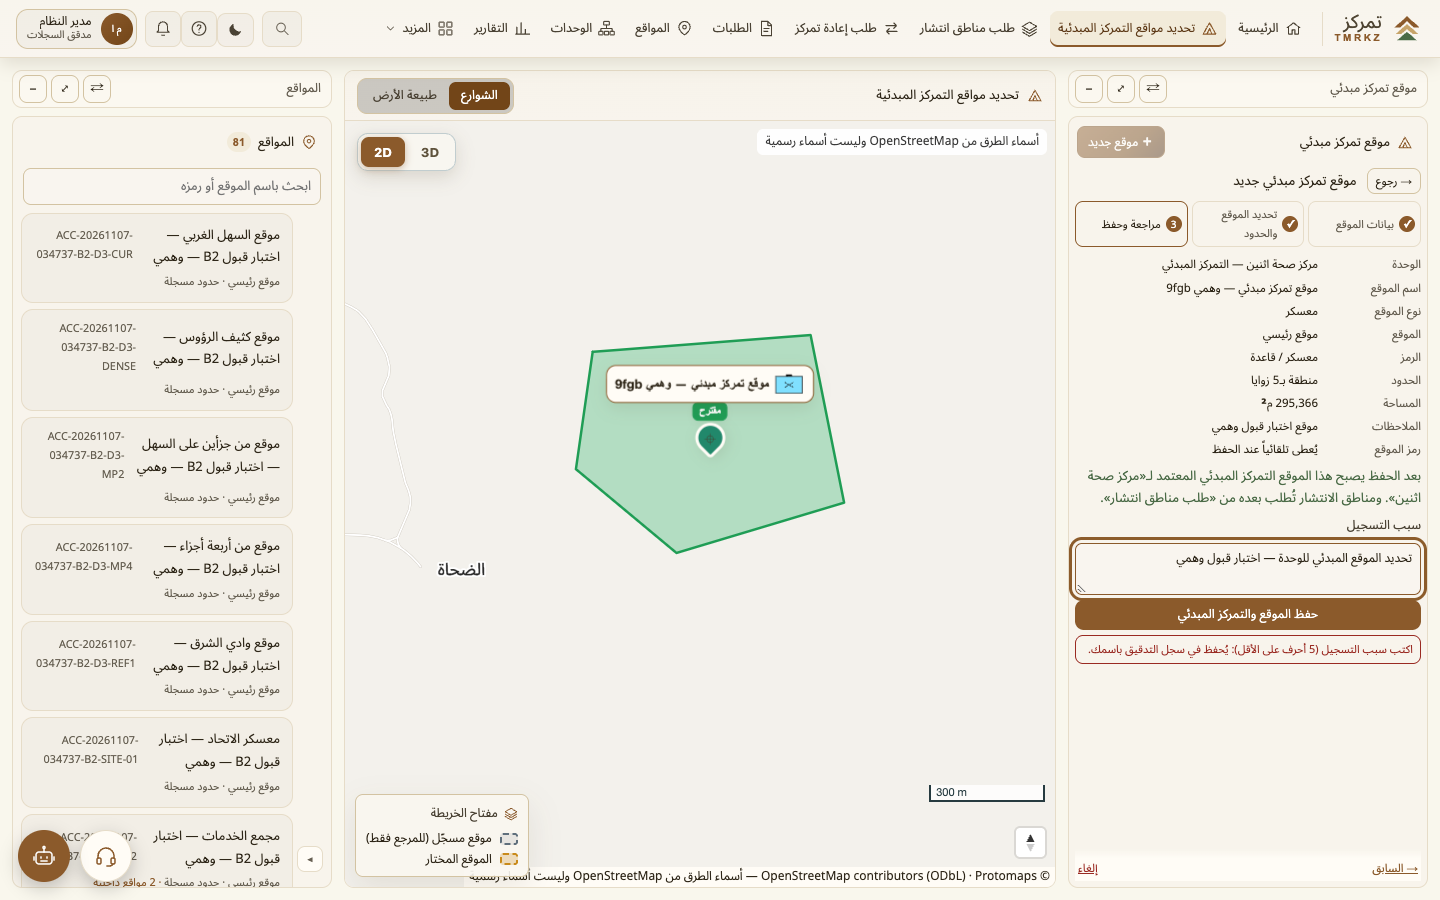 تمركز
TMRKZ
الرئيسية
تحديد مواقع التمركز المبدئية
طلب مناطق انتشار
طلب إعادة تمركز
الطلبات
المواقع
الوحدات
التقارير
المزيد
م ا
مدير النظام
مدقق السجلات
موقع تمركز مبدئي
موقع تمركز مبدئي
+ موقع جديد
→ رجوع
موقع تمركز مبدئي جديد
بيانات الموقع
تحديد الموقع والحدود
3 مراجعة وحفظ
الوحدة
مركز صحة اثنين — التمركز المبدئي
اسم الموقع
موقع تمركز مبدئي — وهمي 9fgb
نوع الموقع
معسكر
الموقع
موقع رئيسي
الرمز
معسكر / قاعدة
الحدود
منطقة بـ5 زوايا
المساحة
295,366 م²
الملاحظات
موقع اختبار قبول وهمي
رمز الموقع
يُعطى تلقائياً عند الحفظ
بعد الحفظ يصبح هذا الموقع التمركز المبدئي المعتمد لـ«مركز صحة
اثنين». ومناطق الانتشار تُطلب بعده من «طلب مناطق انتشار».
سبب التسجيل
تحديد الموقع المبدئي للوحدة — اختبار قبول وهمي
حفظ الموقع والتمركز المبدئي
اكتب سبب التسجيل (5 أحرف على الأقل): يُحفظ في سجل التدقيق باسمك.
→ السابق
إلغاء
تحديد مواقع التمركز المبدئية
الشوارع
طبيعة الأرض
أسماء الطرق من OpenStreetMap وليست أسماء رسمية
2D
3D
موقع تمركز مبدئي — وهمي 9fgb
مقترح
الضحاة
300 m
مفتاح الخريطة
موقع مسجّل (للمرجع فقط)
الموقع المختار
© OpenStreetMap contributors (ODbL) · Protomaps — أسماء الطرق من OpenStreetMap وليست أسماء رسمية
المواقع
المواقع
81
ابحث باسم الموقع أو رمزه
موقع السهل الغربي —
اختبار قبول B2 — وهمي
ACC-20261107-
034737-B2-D3-CUR
موقع رئيسي · حدود مسجلة
موقع كثيف الرؤوس —
اختبار قبول B2 — وهمي
ACC-20261107-
034737-B2-D3-
DENSE
موقع رئيسي · حدود مسجلة
موقع من جزأين على السهل
— اختبار قبول B2 — وهمي
ACC-20261107-
034737-B2-D3-
MP2
موقع رئيسي · حدود مسجلة
موقع من أربعة أجزاء —
اختبار قبول B2 — وهمي
ACC-20261107-
034737-B2-D3-MP4
موقع رئيسي · حدود مسجلة
موقع وادي الشرق —
اختبار قبول B2 — وهمي
ACC-20261107-
034737-B2-D3-REF1
موقع رئيسي · حدود مسجلة
معسكر الاتحاد — اختبار
قبول B2 — وهمي
ACC-20261107-
034737-B2-SITE-01
موقع رئيسي · حدود مسجلة
مجمع الخدمات — اختبار
قبول B2 — وهمي
موقع رئيسي · حدود مسجلة · 2 مواقع داخلية